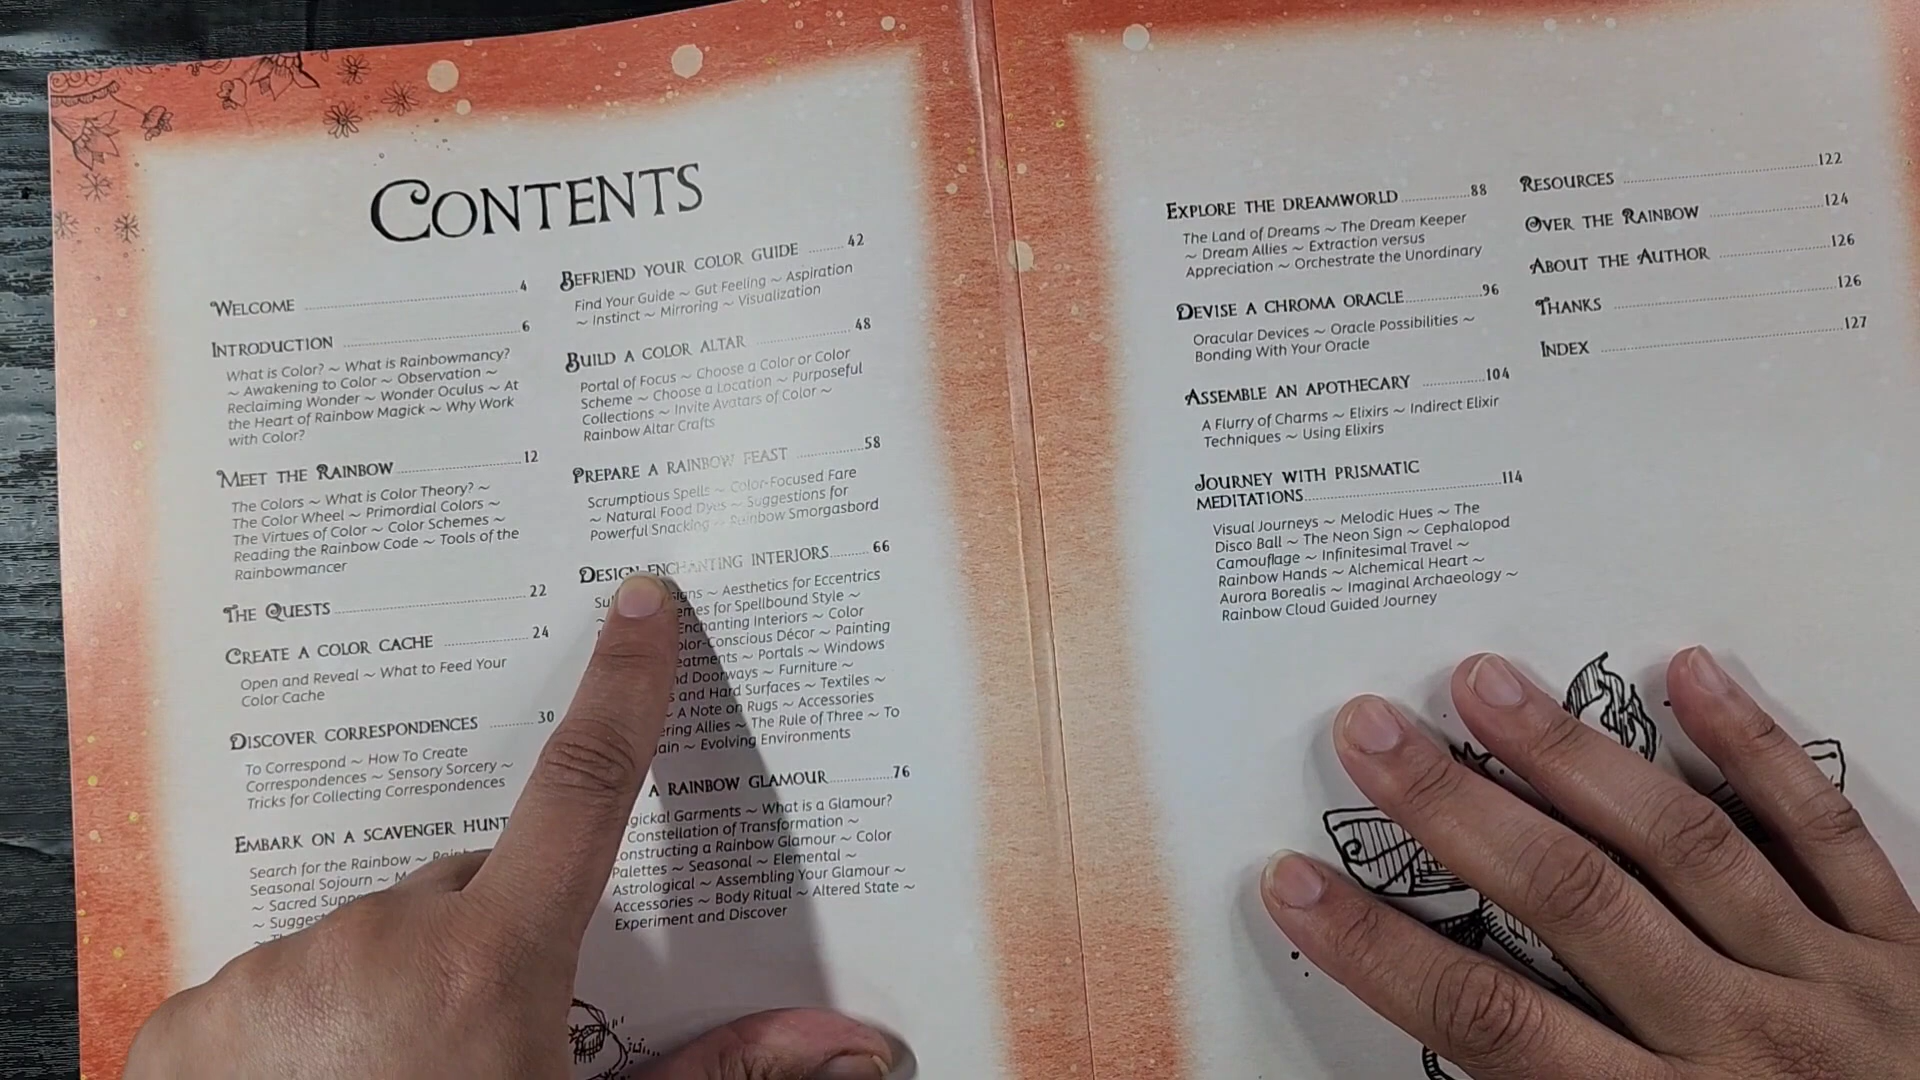 CONTENTS
WELCOME 4
INTRODUCTION 6
What is Color? ~ What is Rainbowmancy?
~ Awakening to Color ~ Observation ~
Reclaiming Wonder ~ Wonder Oculus ~ At
the Heart of Rainbow Magick ~ Why Work
with Color?
MEET THE RAINBOW 12
The Colors ~ What is Color Theory? ~
The Color Wheel ~ Primordial Colors ~
The Virtues of Color ~ Color Schemes ~
Reading the Rainbow Code ~ Tools of the
Rainbowmancer
THE QUESTS 22
CREATE A COLOR CACHE 24
Open and Reveal ~ What to Feed Your
Color Cache
DISCOVER CORRESPONDENCES 30
To Correspond ~ How To Create
Correspondences ~ Sensory Sorcery ~
Tricks for Collecting Correspondences
EMBARK ON A SCAVENGER HUNT
Search for the Rainbow ~
Seasonal Sojourn ~
~ Sacred
~
~
BEFRIEND YOUR COLOR GUIDE 42
Find Your Guide ~ Gut Feeling ~ Aspiration
~ Instinct ~ Mirroring ~ Visualization
BUILD A COLOR ALTAR 48
Portal of Focus ~ Choose a Color or Color
Scheme ~ Choose a Location ~ Purposeful
Collections ~ Invite Avatars of Color ~
Rainbow Altar Crafts
PREPARE A RAINBOW FEAST 58
Scrumptious Spells ~ Color-Focused Fare
~ Natural Food Dyes ~ Suggestions for
Powerful Snacking ~ Rainbow Smorgasbord
DESIGN ENCHANTING INTERIORS 66
~ Aesthetics for Eccentrics
for Spellbound Style ~
Enchanting Interiors ~ Color
Color-Conscious Décor ~ Painting
~ Portals ~ Windows
Doorways ~ Furniture ~
and Hard Surfaces ~ Textiles ~
~ A Note on Rugs ~ Accessories
Allies ~ The Rule of Three ~ To
~ Evolving Environments
A RAINBOW GLAMOUR 76
Garments ~ What is a Glamour?
Constellation of Transformation ~
Constructing a Rainbow Glamour ~ Color
Palettes ~ Seasonal ~ Elemental ~
Astrological ~ Assembling Your Glamour ~
Accessories ~ Body Ritual ~ Altered State ~
Experiment and Discover
EXPLORE THE DREAMWORLD 88
The Land of Dreams ~ The Dream Keeper
~ Dream Allies ~ Extraction versus
Appreciation ~ Orchestrate the Unordinary
DEVISE A CHROMA ORACLE 96
Oracular Devices ~ Oracle Possibilities ~
Bonding With Your Oracle
ASSEMBLE AN APOTHECARY 104
A Flurry of Charms ~ Elixirs ~ Indirect Elixir
Techniques ~ Using Elixirs
JOURNEY WITH PRISMATIC
MEDITATIONS 114
Visual Journeys ~ Melodic Hues ~ The
Disco Ball ~ The Neon Sign ~ Cephalopod
Camouflage ~ Infinitesimal Travel ~
Rainbow Hands ~ Alchemical Heart ~
Aurora Borealis ~ Imaginal Archaeology ~
Rainbow Cloud Guided Journey
RESOURCES 122
OVER THE RAINBOW 124
ABOUT THE AUTHOR 126
THANKS 126
INDEX 127